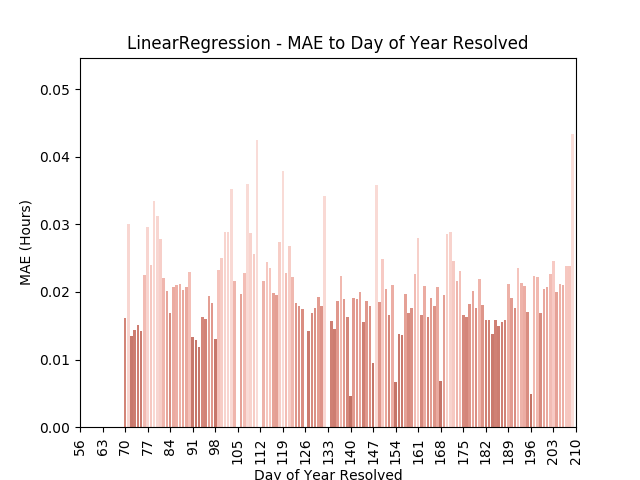 LinearRegression - MAE to Day of Year Resolved
MAE (Hours)
0.05
0.04
0.03
0.02
0.01
0.00
56 63 70 77 84 91 98 105 112 119 126 133 140 147 154 161 168 175 182 189 196 203 210
Day of Year Resolved